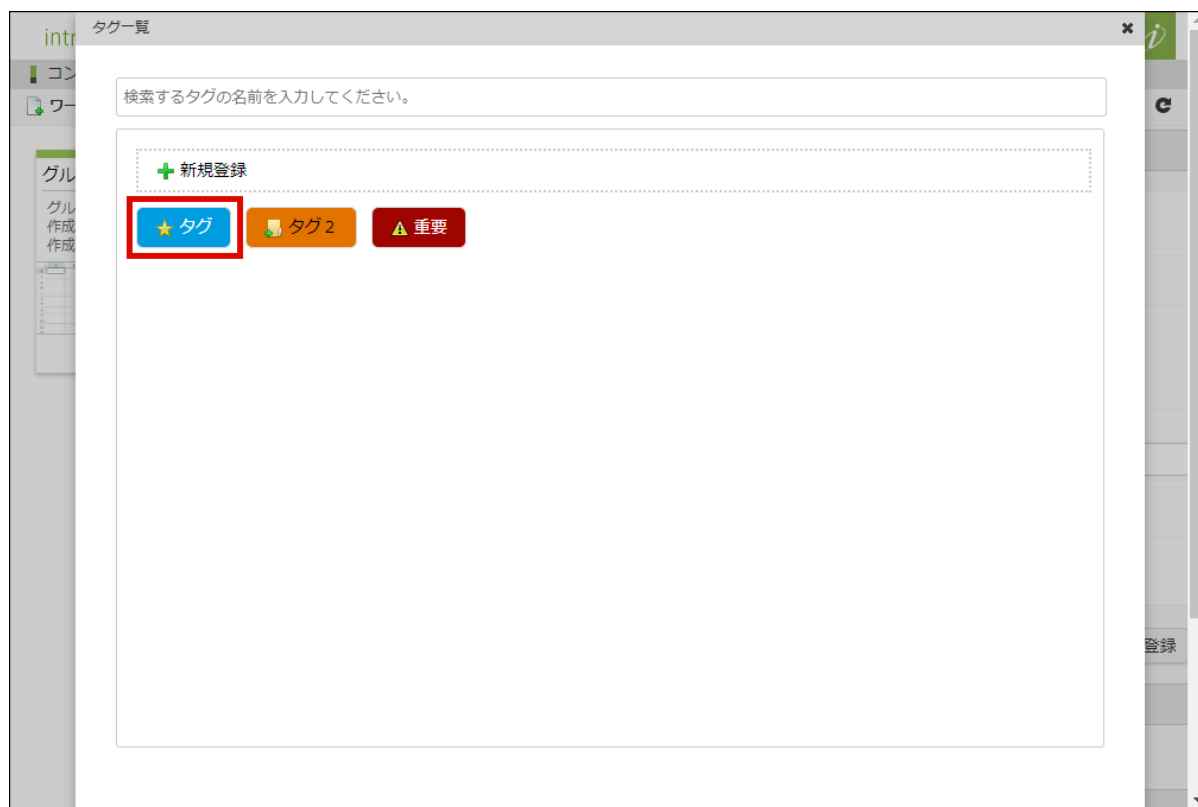 タグ一覧
intr
コン
ワー
検索するタグの名前を入力してください。
新規登録
グル
タグ
タグ2
重要
グル
作成
作成
登録